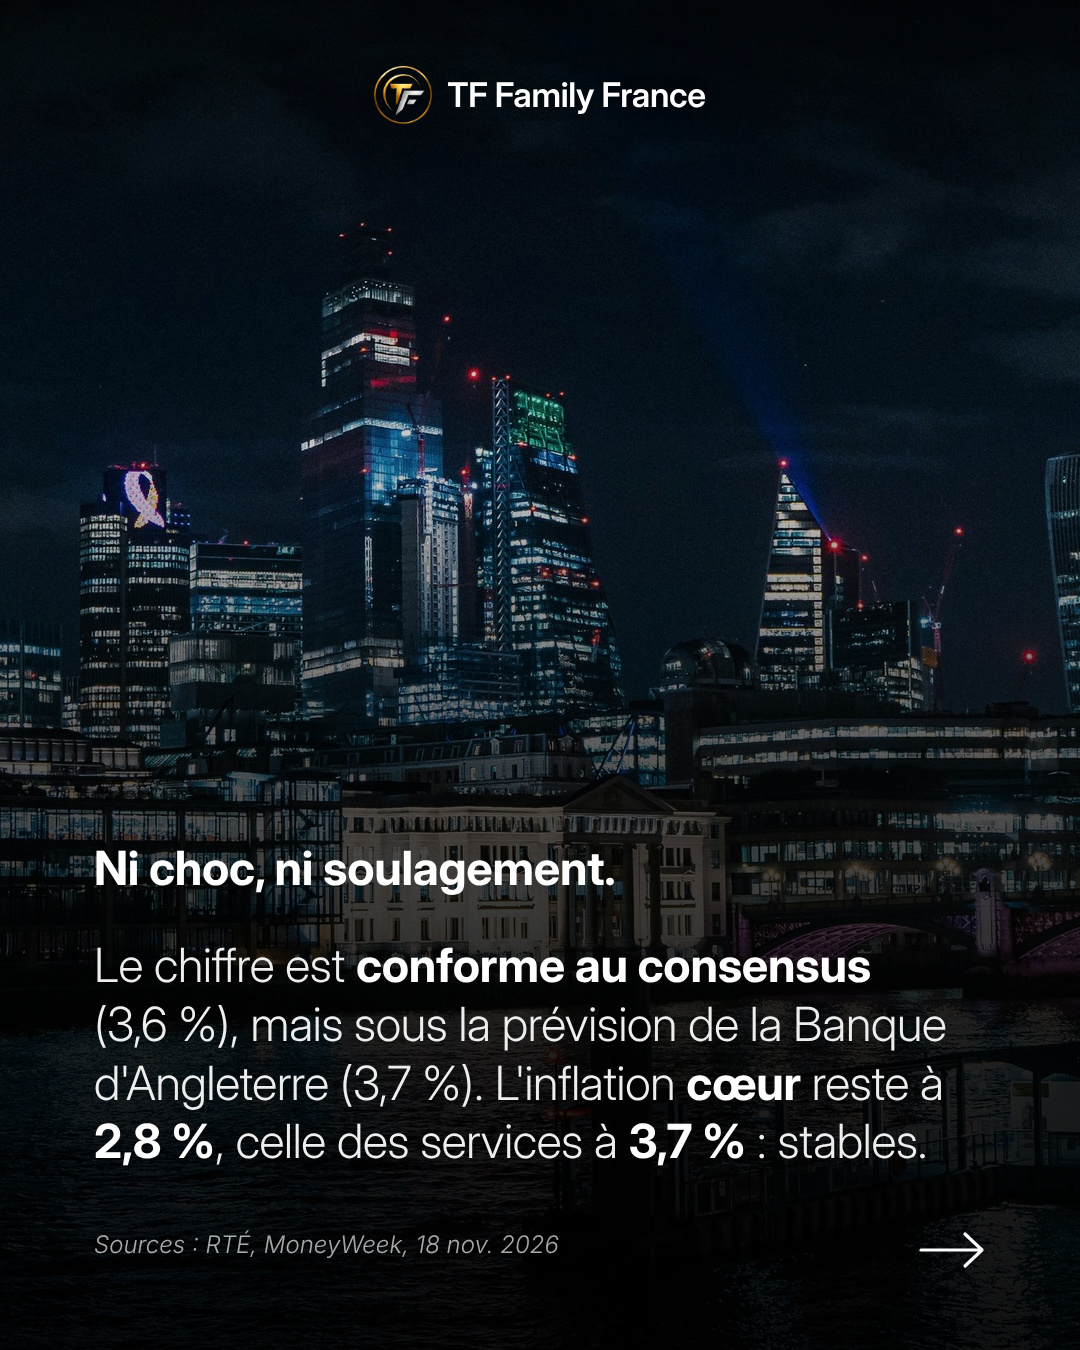 TF Family France
Ni choc, ni soulagement.
Le chiffre est conforme au consensus
(3,6 %), mais sous la prévision de la Banque
d'Angleterre (3,7 %). L'inflation cœur reste à
2,8 %, celle des services à 3,7 % : stables.
Sources : RTÉ, MoneyWeek, 18 nov. 2026